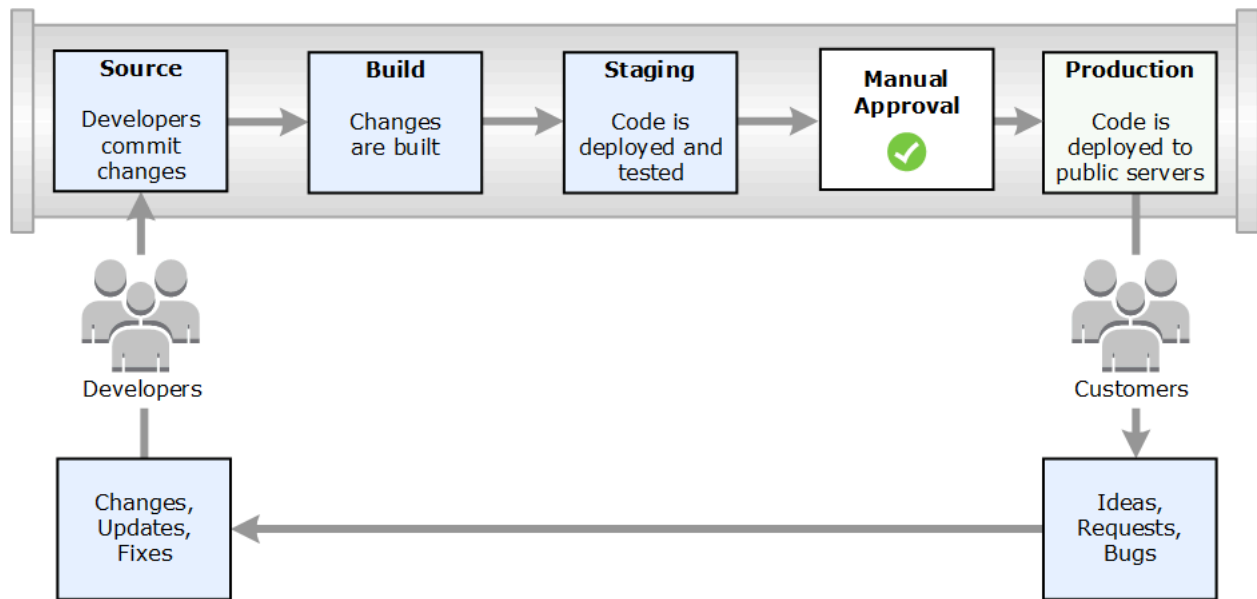 Source
Developers
commit
changes
Build
Changes
are built
Staging
Code is
deployed and
tested
Manual
Approval
Production
Code is
deployed to
public servers
Developers
Customers
Changes,
Updates,
Fixes
Ideas,
Requests,
Bugs